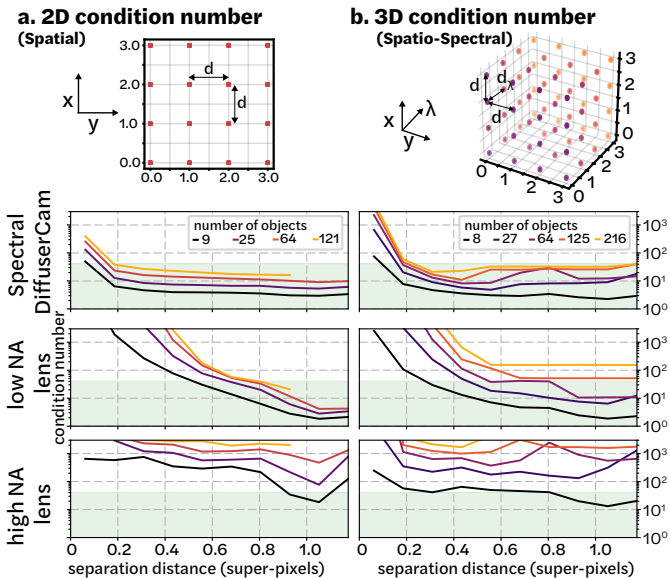 a. 2D condition number
(Spatial)
b. 3D condition number
(Spatio-Spectral)
3.0
2.0
1.0
0.0
0.0 1.0 2.0 3.0
d
d
x
y
3
2
1
0
0 1 2 3
0 1 2 3
d
λ
d
x
λ
y
Spectral
DiffuserCam
number of objects
9 25 64 121
number of objects
8 27 64 125 216
10³
10²
10¹
10⁰
low NA
lens
condition number
10³
10²
10¹
10⁰
high NA
lens
10³
10²
10¹
10⁰
0 0.2 0.4 0.6 0.8 1.0
separation distance (super-pixels)
0 0.2 0.4 0.6 0.8 1.0
separation distance (super-pixels)